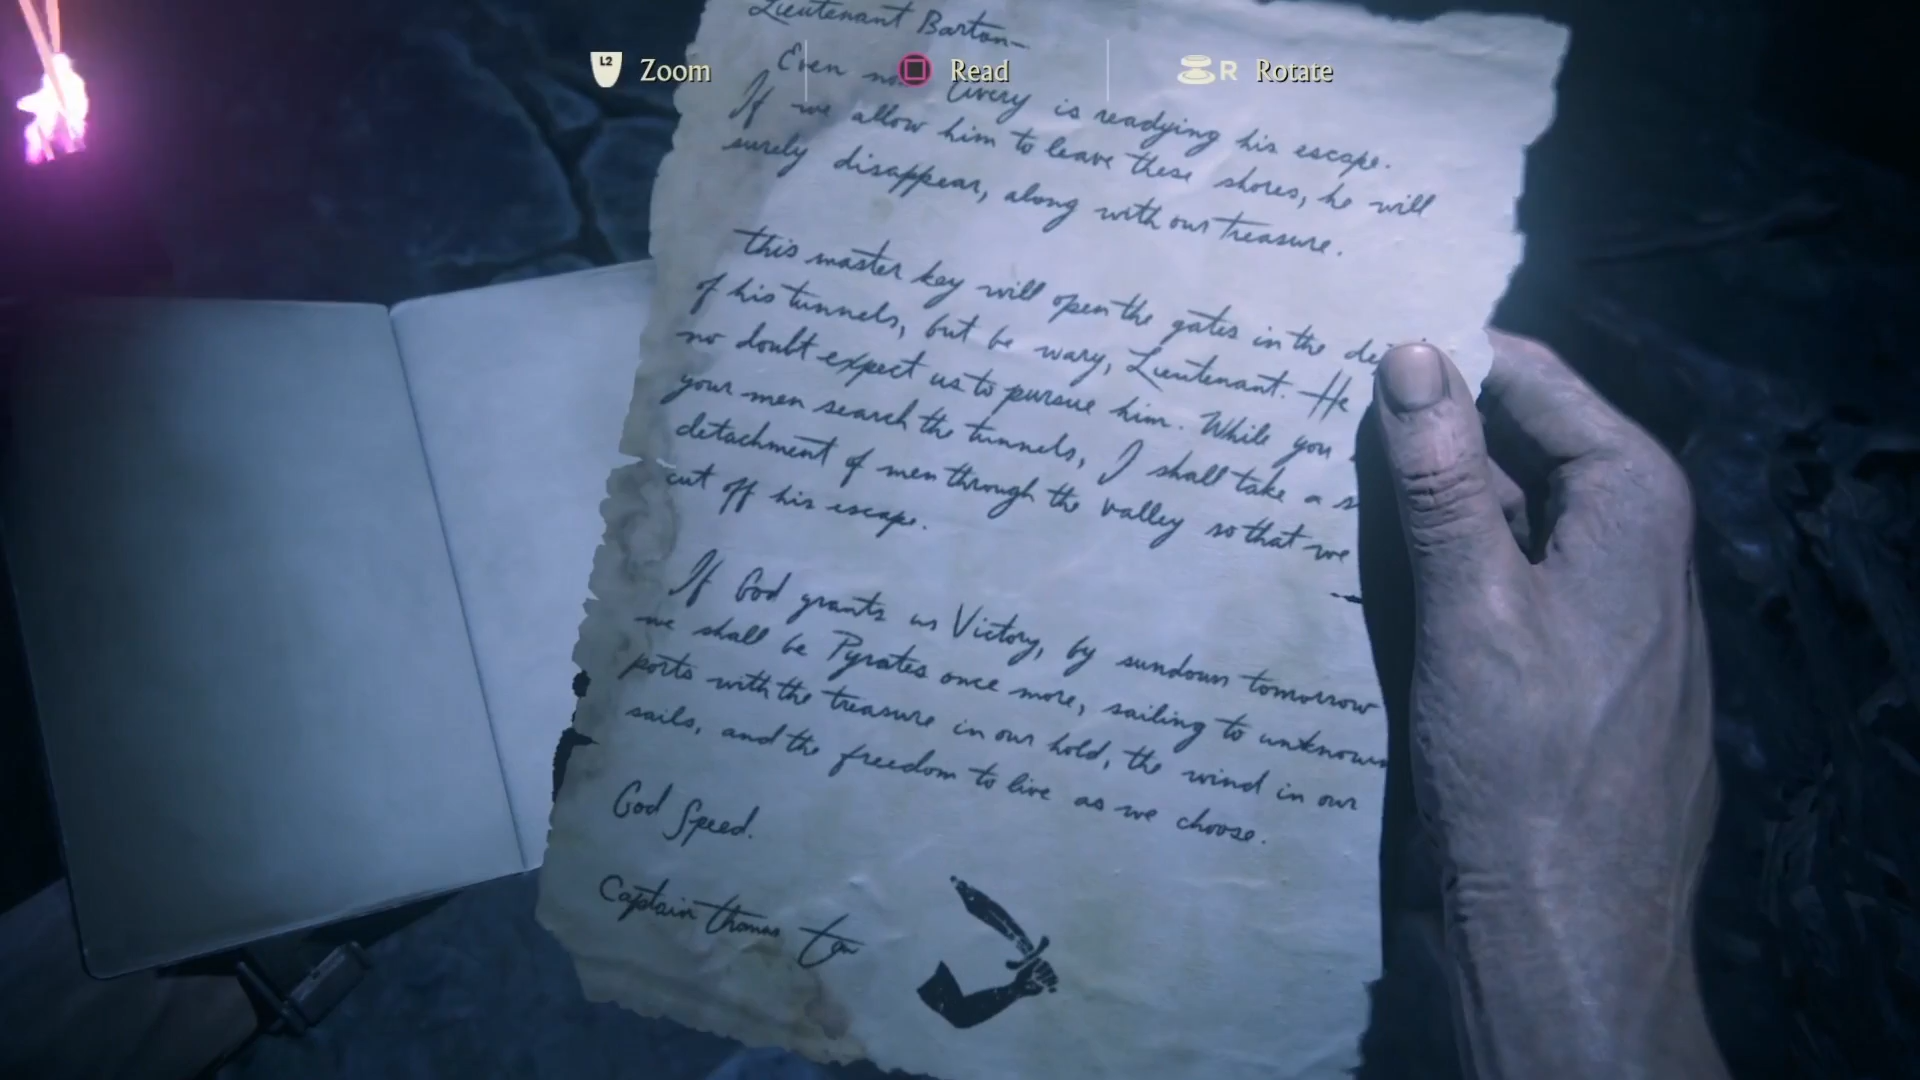 Lieutenant Barton—
L2 Zoom
Read
R Rotate
Even Avery is readying his escape.
If we allow him to leave these shores, he will
surely disappear, along with our treasure.
This master key will open the gates in the
of his tunnels, but be wary, Lieutenant. He
no doubt expect us to pursue him. While you
your men search the tunnels, I shall take a
detachment of men through the valley so that we
cut off his escape.
If God grants us Victory, by sundown tomorrow
we shall be Pyrates once more, sailing to unknown
ports with the treasure in our hold, the wind in our
sails, and the freedom to live as we choose.
God Speed.
Captain Thomas Tew